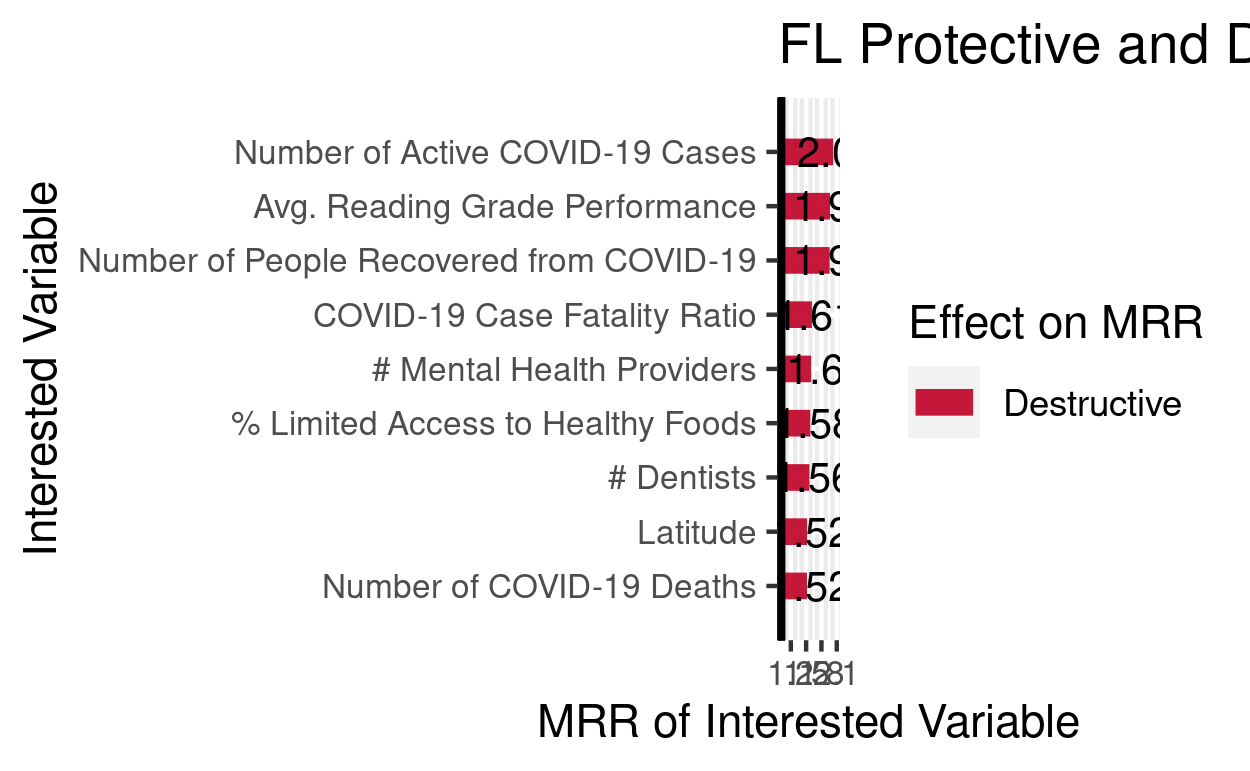 FL Protective and
Number of Active COVID-19 Cases
Avg. Reading Grade Performance
Number of People Recovered from COVID-19
COVID-19 Case Fatality Ratio
# Mental Health Providers
% Limited Access to Healthy Foods
# Dentists
Latitude
Number of COVID-19 Deaths
Interested Variable
MRR of Interested Variable
Effect on MRR
Destructive